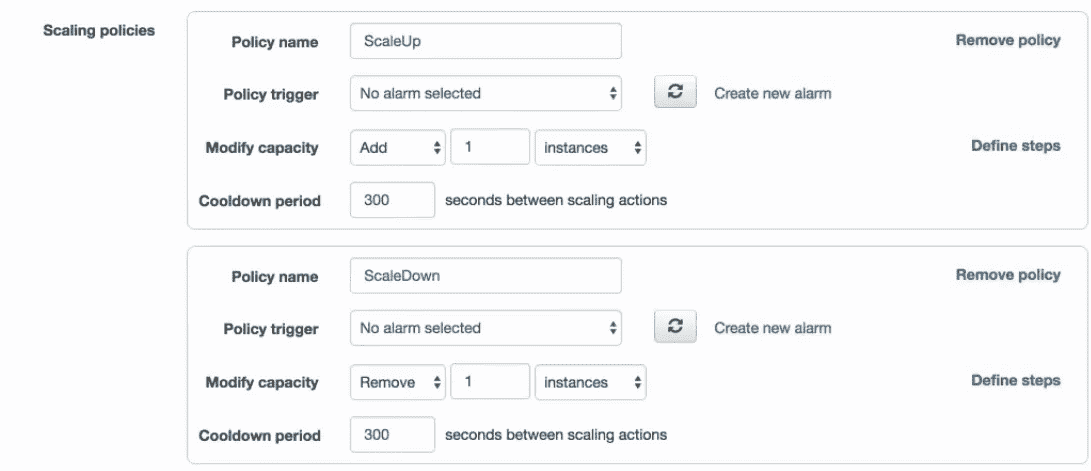 Scaling policies
Policy name ScaleUp Remove policy
Policy trigger No alarm selected Create new alarm
Modify capacity Add 1 instances Define steps
Cooldown period 300 seconds between scaling actions
Policy name ScaleDown Remove policy
Policy trigger No alarm selected Create new alarm
Modify capacity Remove 1 instances Define steps
Cooldown period 300 seconds between scaling actions